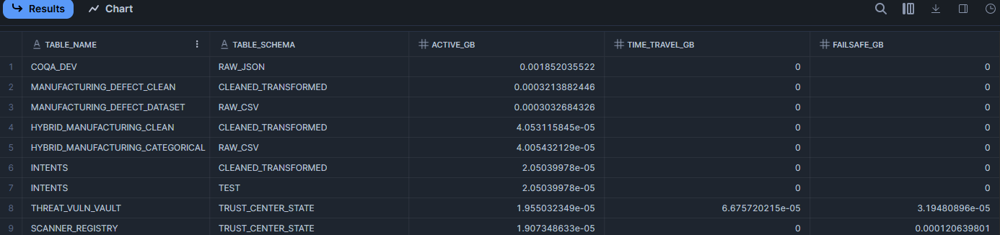 Results Chart
TABLE_NAME TABLE_SCHEMA ACTIVE_GB TIME_TRAVEL_GB FAILSAFE_GB
1 COQA_DEV RAW_JSON 0.001852035522 0 0
2 MANUFACTURING_DEFECT_CLEAN CLEANED_TRANSFORMED 0.0003213882446 0 0
3 MANUFACTURING_DEFECT_DATASET RAW_CSV 0.0003032684326 0 0
4 HYBRID_MANUFACTURING_CLEAN CLEANED_TRANSFORMED 4.053115845e-05 0 0
5 HYBRID_MANUFACTURING_CATEGORICAL RAW_CSV 4.005432129e-05 0 0
6 INTENTS CLEANED_TRANSFORMED 2.05039978e-05 0 0
7 INTENTS TEST 2.05039978e-05 0 0
8 THREAT_VULN_VAULT TRUST_CENTER_STATE 1.955032349e-05 6.675720215e-05 3.19480896e-05
9 SCANNER_REGISTRY TRUST_CENTER_STATE 1.907348633e-05 0 0.000120639801